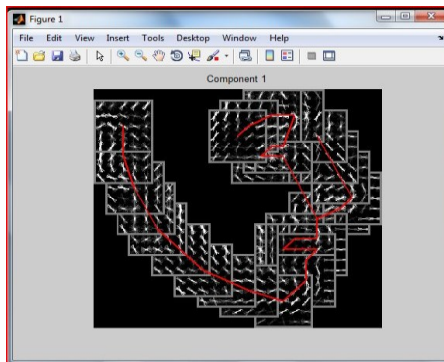 Figure 1
File Edit View Insert Tools Desktop Window Help
Component 1